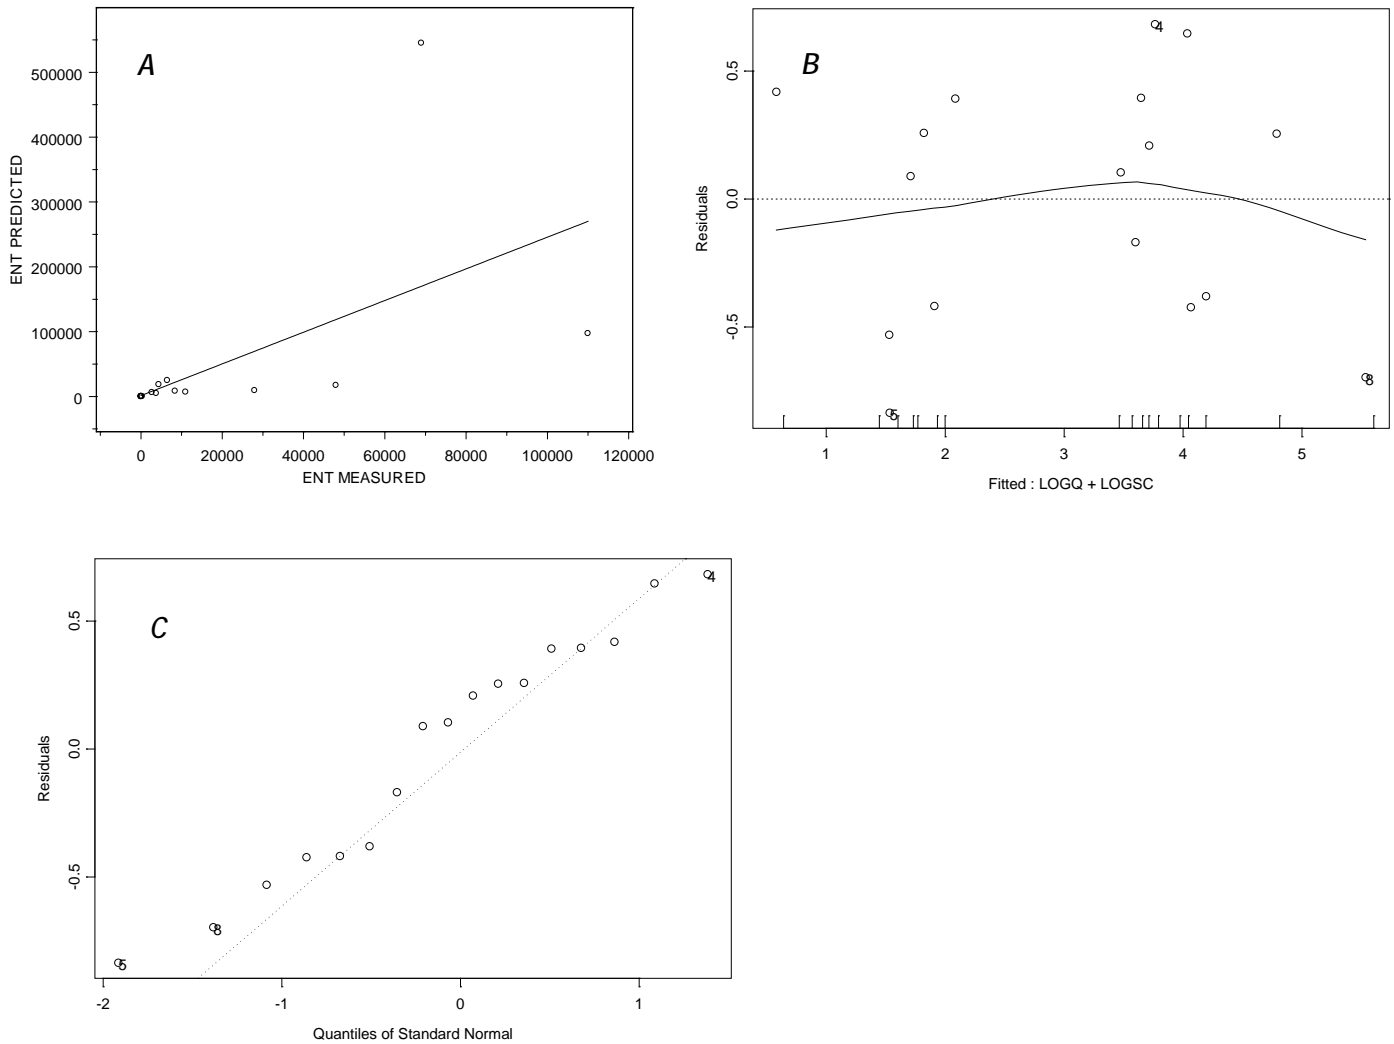 A
500000
400000
300000
200000
100000
0
ENT PREDICTED
0 20000 40000 60000 80000 100000 120000
ENT MEASURED
B
4
0.5
0.0
-0.5
Residuals
8
5
1 2 3 4 5
Fitted : LOGQ + LOGSC
C
4
0.5
0.0
-0.5
Residuals
8
5
-2 -1 0 1
Quantiles of Standard Normal